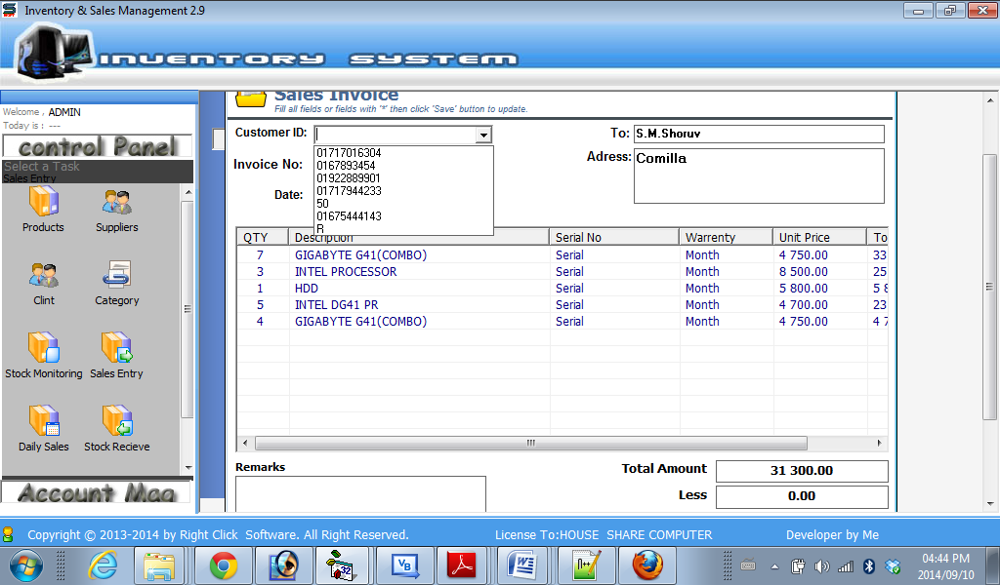 Inventory & Sales Management 2.9
INVENTORY SYSTEM
Welcome , ADMIN
Today is : ---
control Panel
Select a Task
Sales Entry
Products
Suppliers
Clint
Category
Stock Monitoring
Sales Entry
Daily Sales
Stock Recieve
Account Mag
Sales Invoice
Fill all fields or fields with '*' then click 'Save' button to update.
Customer ID:
To: S.M.Shoruv
Adress: Comilla
Invoice No:
Date:
01717016304
0167893454
01922889901
01717944233
50
01675444143
R
QTY Description Serial No Warrenty Unit Price To
7 GIGABYTE G41(COMBO) Serial Month 4 750.00 33
3 INTEL PROCESSOR Serial Month 8 500.00 25
1 HDD Serial Month 5 800.00 5 8
5 INTEL DG41 PR Serial Month 4 700.00 23
4 GIGABYTE G41(COMBO) Serial Month 4 750.00 4 7
Remarks
Total Amount 31 300.00
Less 0.00
Copyright © 2013-2014 by Right Click Software. All Right Reserved.
License To:HOUSE SHARE COMPUTER
Developer by Me
04:44 PM
2014/09/10